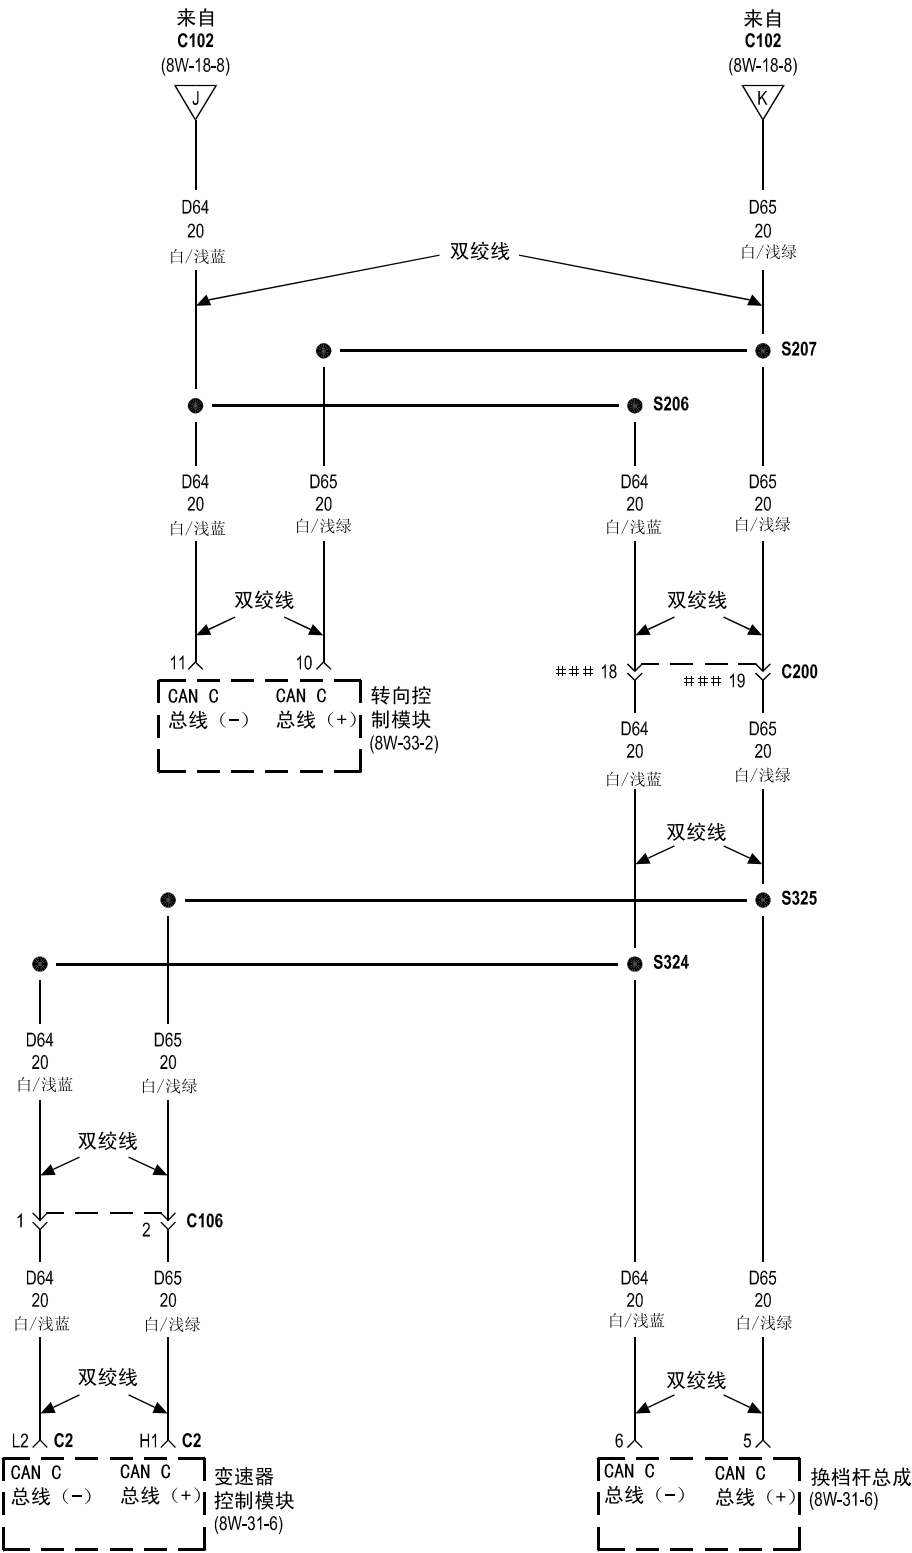 来自
C102
(8W-18-8)
J
来自
C102
(8W-18-8)
K
D64
20
白/浅蓝
D65
20
白/浅绿
双绞线
S207
S206
D64
20
白/浅蓝
D65
20
白/浅绿
D64
20
白/浅蓝
D65
20
白/浅绿
双绞线
双绞线
11
10
### 18
### 19
C200
CAN C
总线（-）
CAN C
总线（+）
转向控
制模块
(8W-33-2)
D64
20
白/浅蓝
D65
20
白/浅绿
双绞线
S325
S324
D64
20
白/浅蓝
D65
20
白/浅绿
双绞线
1
2
C106
D64
20
白/浅蓝
D65
20
白/浅绿
D64
20
白/浅蓝
D65
20
白/浅绿
双绞线
双绞线
L2
C2
H1
C2
6
5
CAN C
总线（-）
CAN C
总线（+）
变速器
控制模块
(8W-31-6)
CAN C
总线（-）
CAN C
总线（+）
换档杆总成
(8W-31-6)